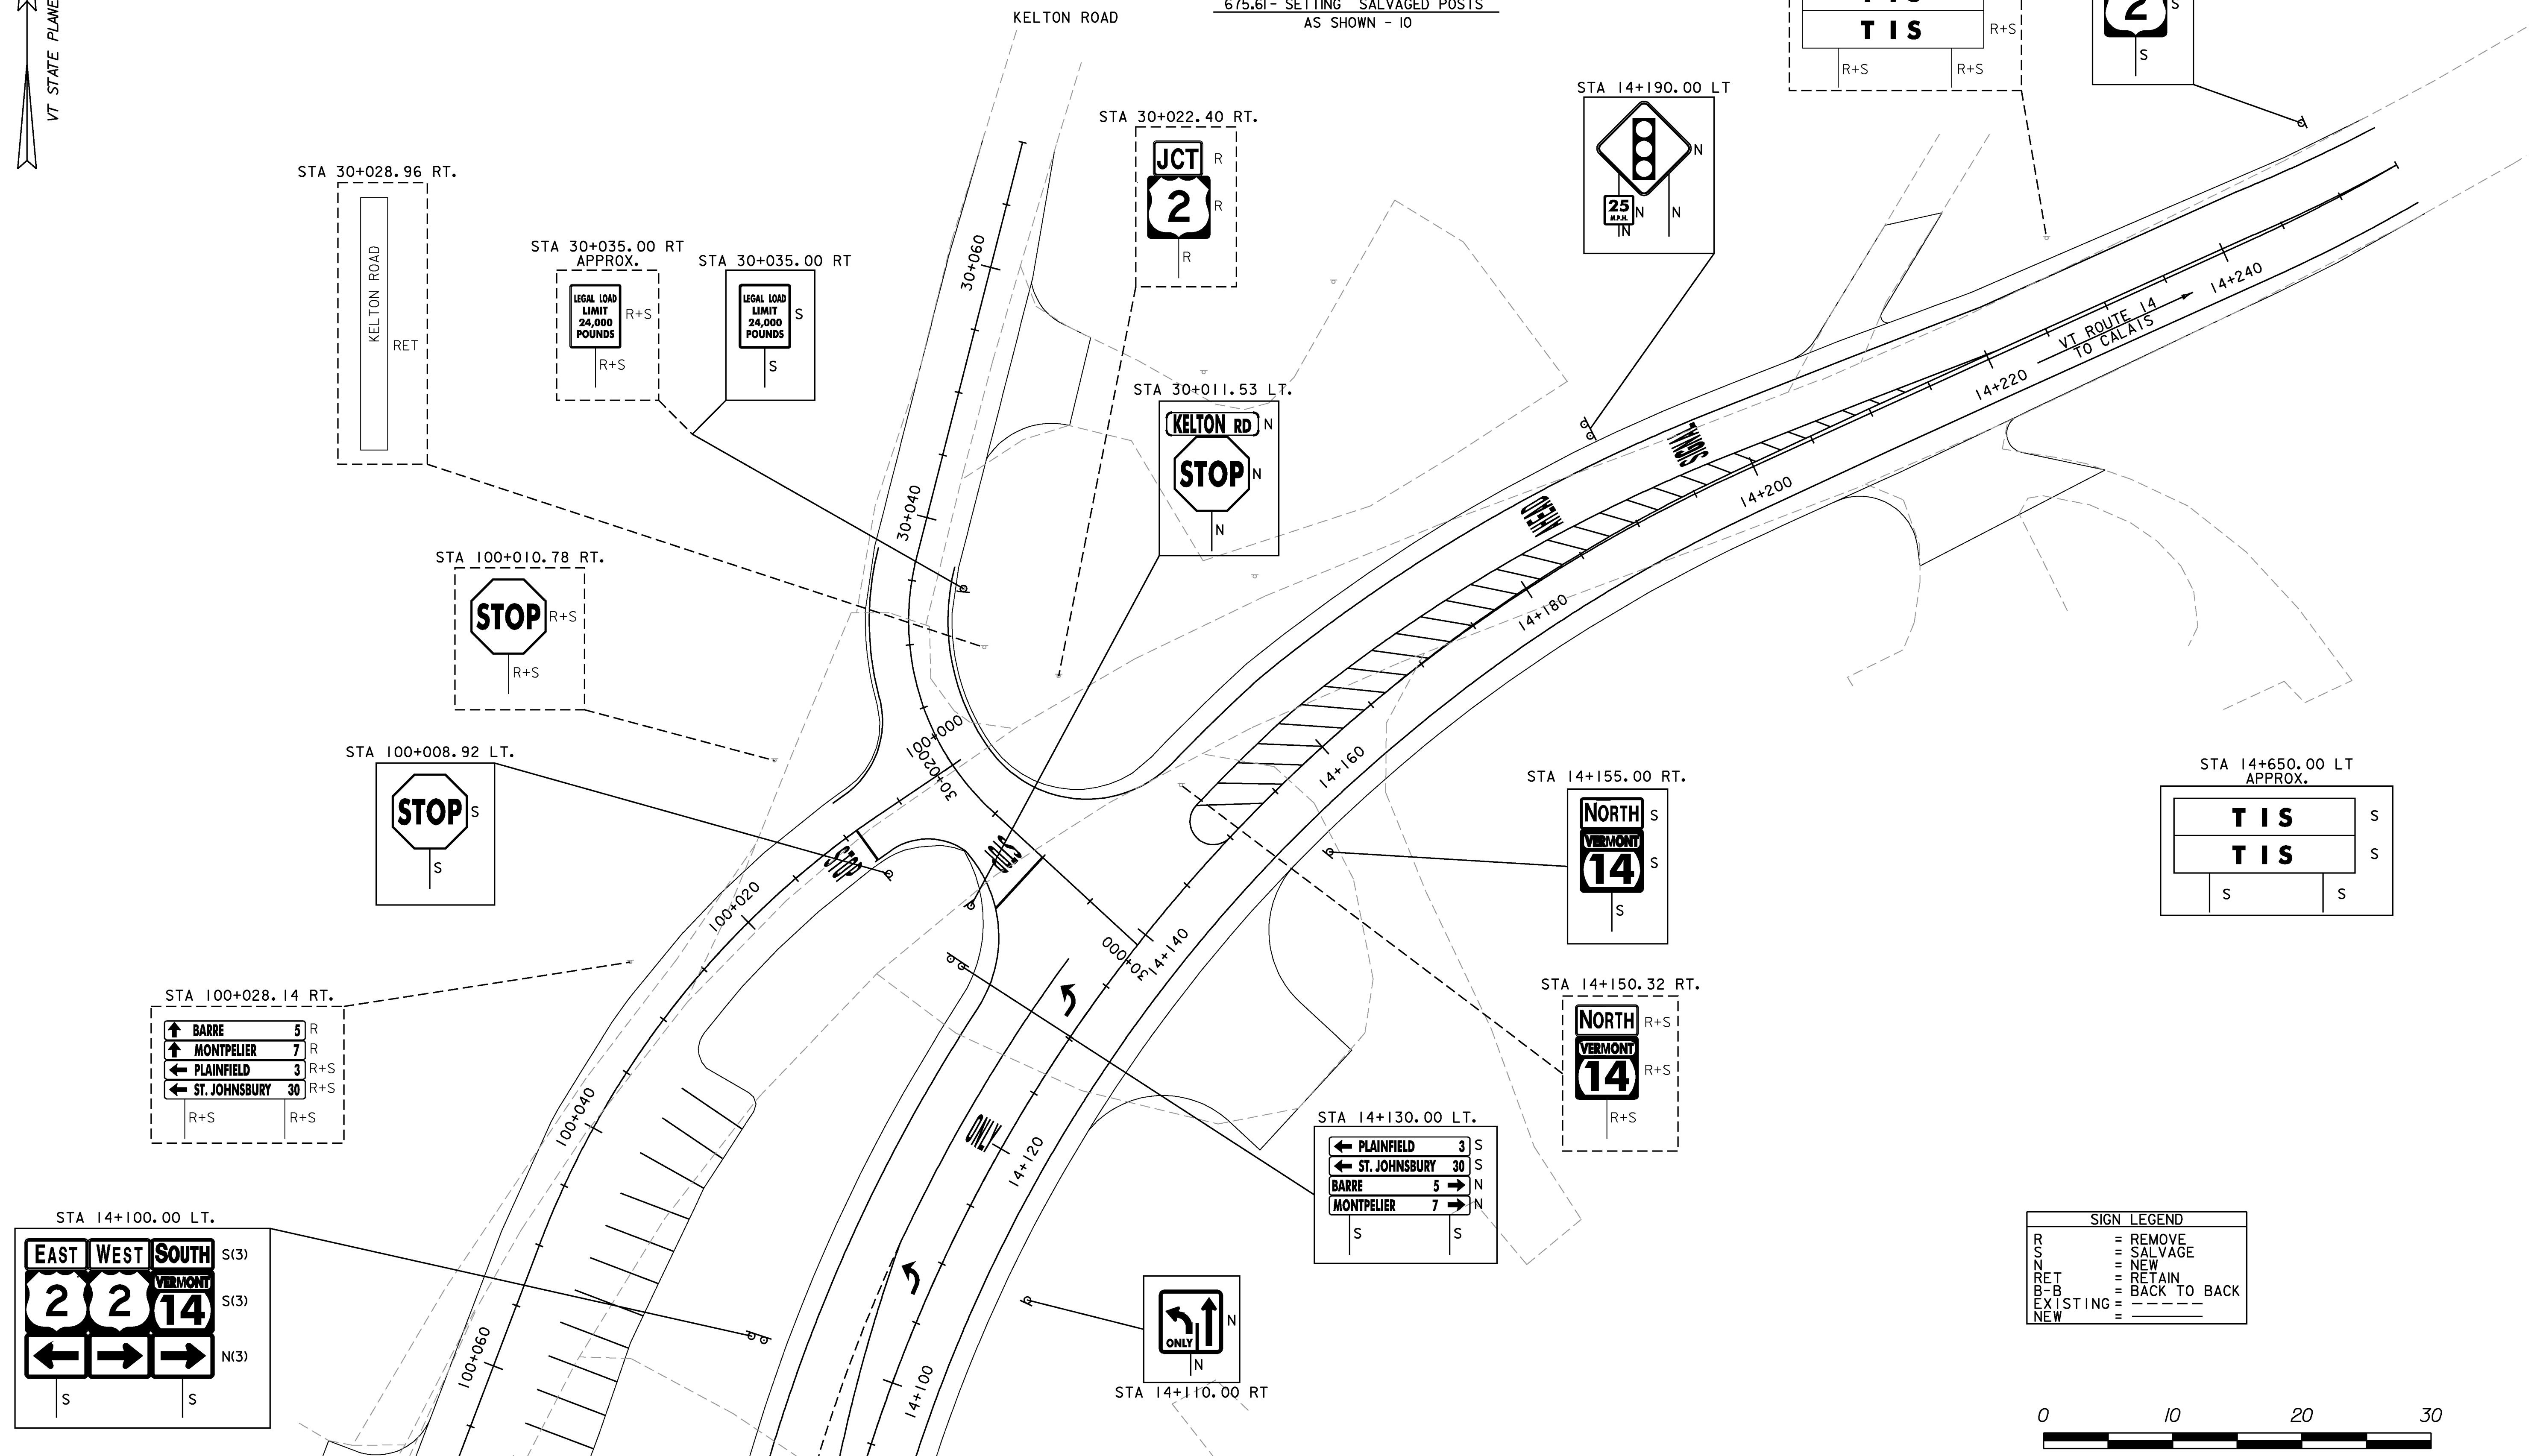 VT STATE PLANE
KELTON ROAD
675.61- SETTING SALVAGED POSTS
AS SHOWN - 10
TIS
R+S
R+S
R+S
2
S
S
STA 14+190.00 LT
N
25
M.P.H.
N
N
N
STA 30+022.40 RT.
JCT
R
2
R
R
STA 30+028.96 RT.
KELTON ROAD
RET
STA 30+035.00 RT
APPROX.
LEGAL LOAD
LIMIT
24,000
POUNDS
R+S
R+S
STA 30+035.00 RT
LEGAL LOAD
LIMIT
24,000
POUNDS
S
S
STA 30+011.53 LT.
KELTON RD
N
STOP
N
N
30+060
30+040
30+020
30+000
VT ROUTE 14
TO CALAIS
14+240
14+220
14+200
14+180
14+160
14+140
14+120
14+100
SIGNAL
AHEAD
STA 100+010.78 RT.
STOP
R+S
R+S
STA 100+008.92 LT.
STOP
S
S
100+000
100+020
100+040
100+060
STOP
STOP
ONLY
STA 14+155.00 RT.
NORTH
S
VERMONT
14
S
S
STA 14+650.00 LT
APPROX.
TIS
S
TIS
S
S
S
STA 14+150.32 RT.
NORTH
R+S
VERMONT
14
R+S
R+S
STA 100+028.14 RT.
↑ BARRE 5 R
↑ MONTPELIER 7 R
← PLAINFIELD 3 R+S
← ST. JOHNSBURY 30 R+S
R+S
R+S
STA 14+130.00 LT.
← PLAINFIELD 3 S
← ST. JOHNSBURY 30 S
BARRE 5 → N
MONTPELIER 7 → N
S
S
STA 14+100.00 LT.
EAST WEST SOUTH S(3)
2 2 VERMONT 14 S(3)
← → → N(3)
S
S
ONLY
N
N
STA 14+110.00 RT
SIGN LEGEND
R = REMOVE
S = SALVAGE
N = NEW
RET = RETAIN
B-B = BACK TO BACK
EXISTING =
NEW =
0 10 20 30